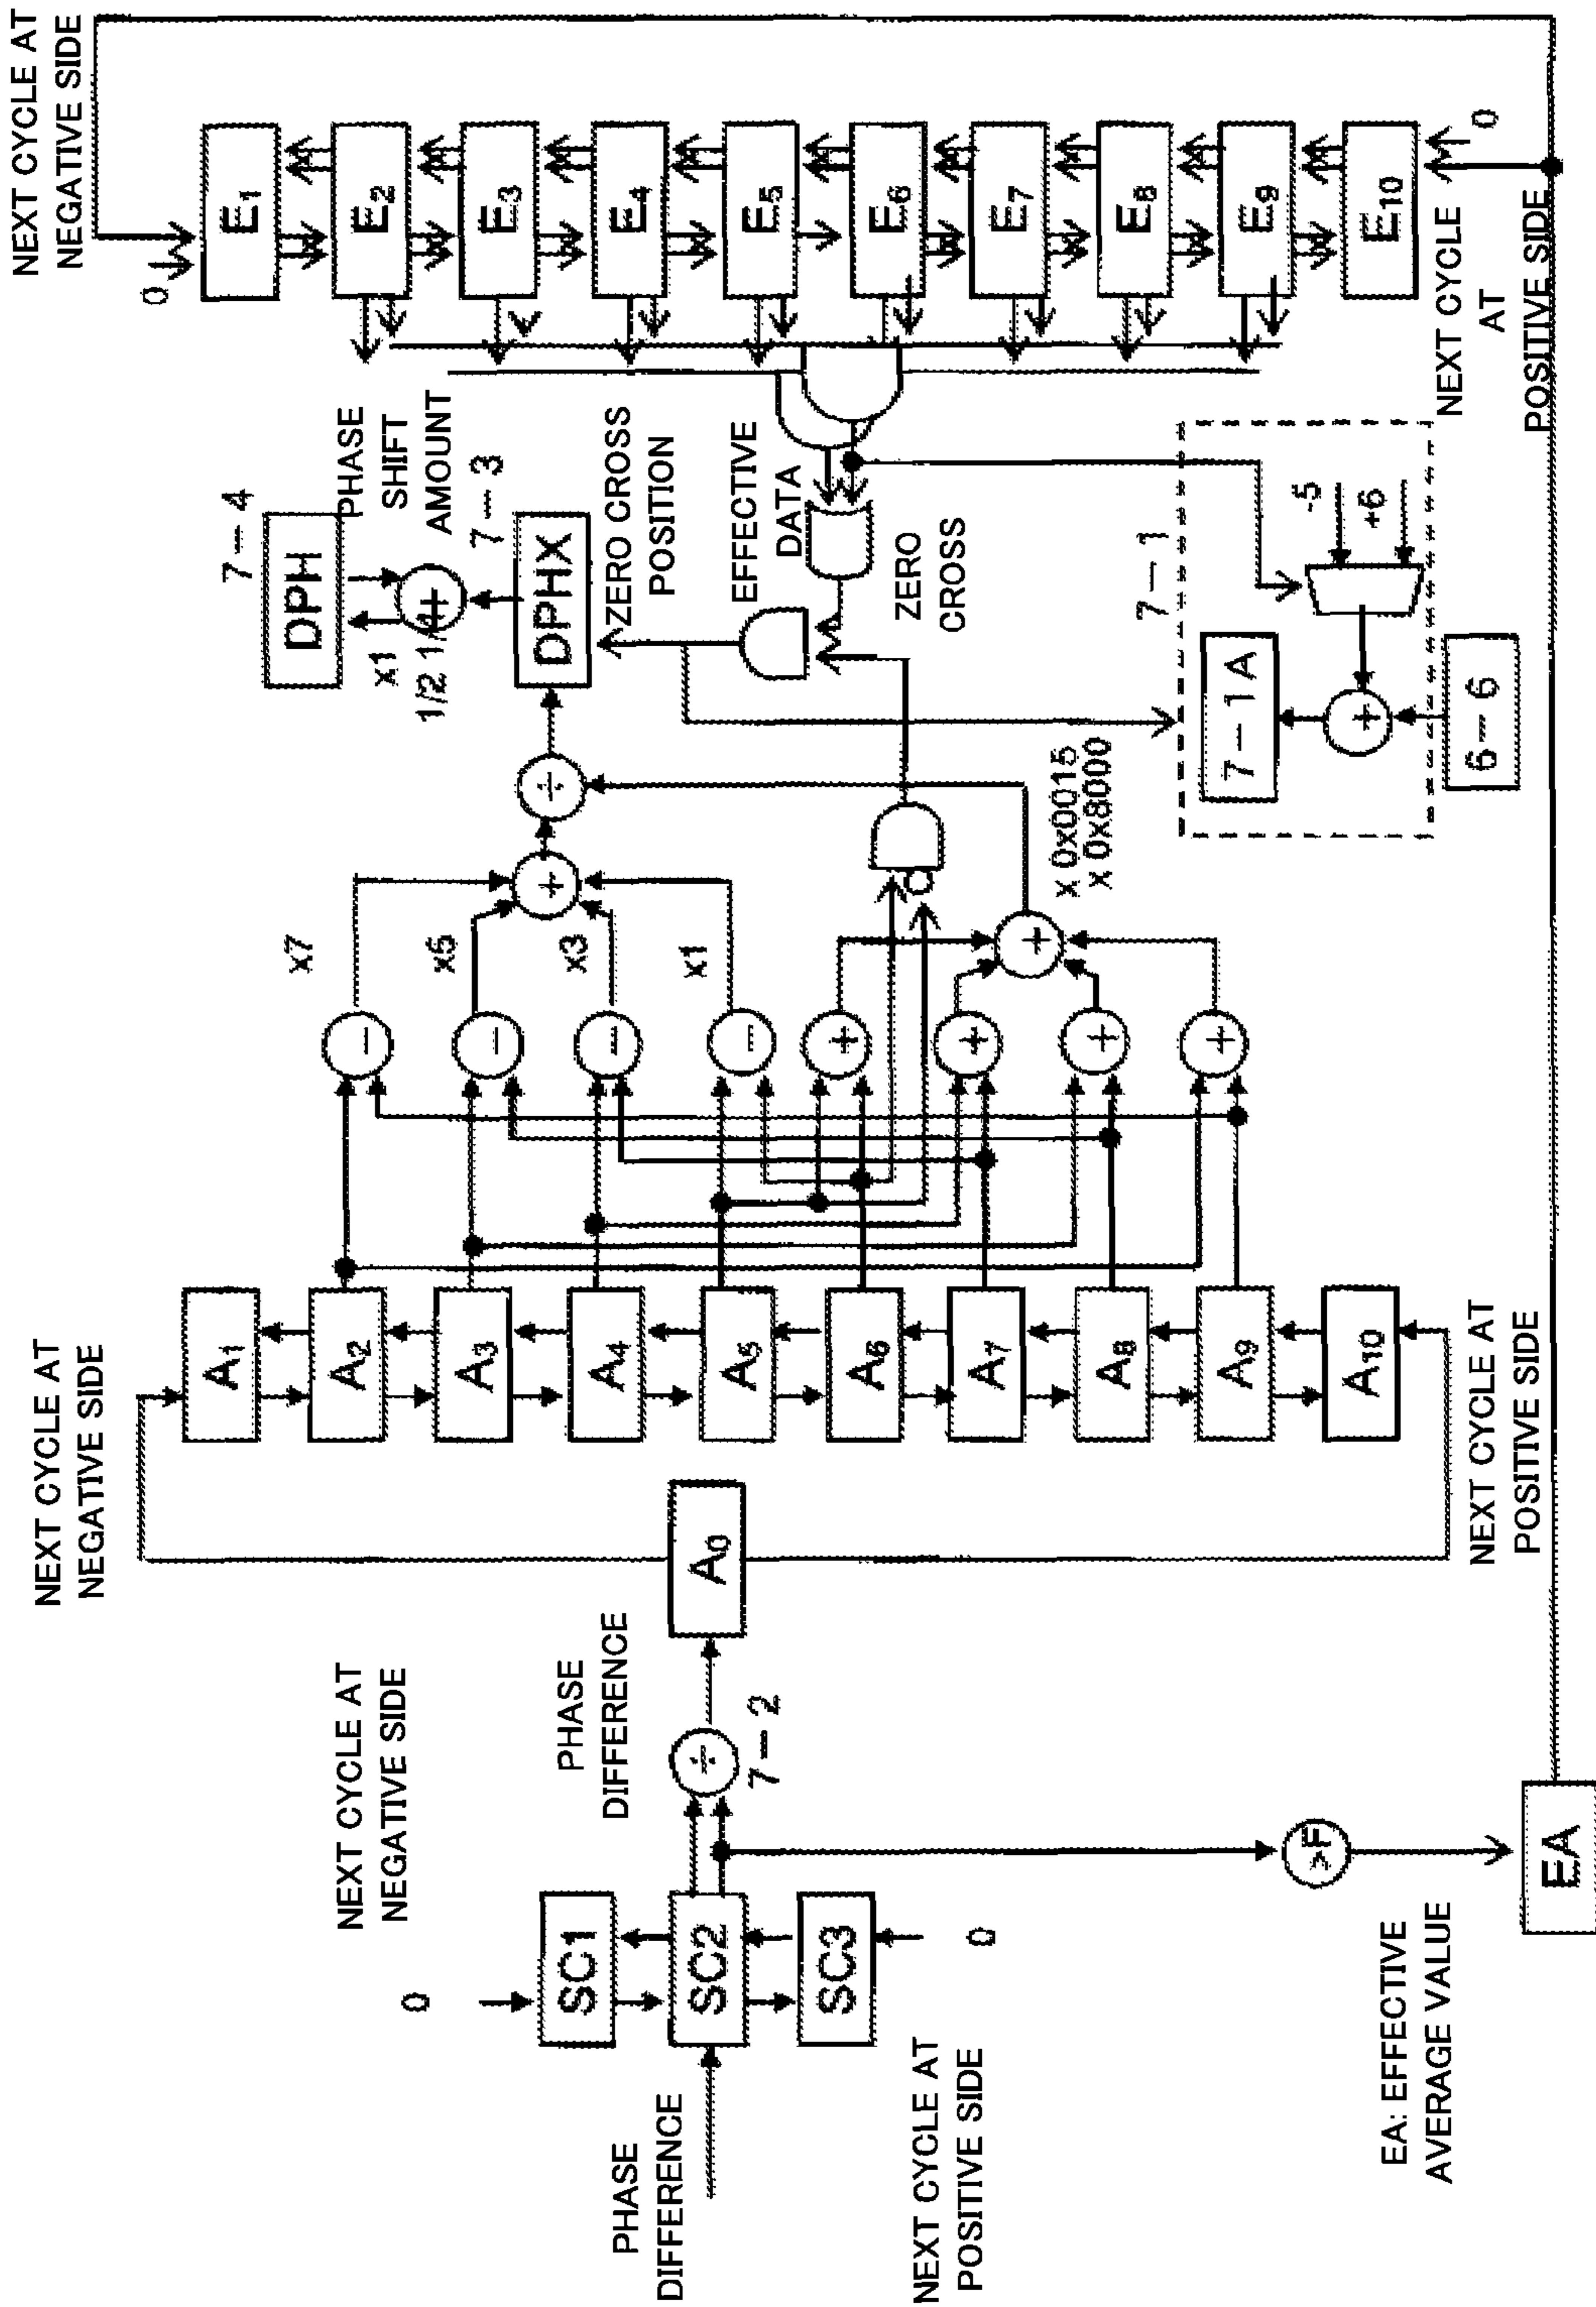 NEXT CYCLE AT
NEGATIVE SIDE
0
E1
E2
E3
E4
E5
E6
E7
E8
E9
E10
0
NEXT CYCLE
AT
POSITIVE SIDE
7-4
DPH
PHASE
SHIFT
AMOUNT
x1
1/2
7-3
DPHX
ZERO CROSS
POSITION
EFFECTIVE
DATA
ZERO
CROSS
7-1
-5
+6
7-1A
+
6-6
÷
+
x7
x5
x3
x1
x 0x0015
x 0x8000
+
−
−
−
−
+
+
+
+
NEXT CYCLE AT
NEGATIVE SIDE
A1
A2
A3
A4
A5
A6
A7
A8
A9
A10
NEXT CYCLE AT
POSITIVE SIDE
A0
PHASE
DIFFERENCE
÷
7-2
NEXT CYCLE AT
NEGATIVE SIDE
0
SC1
SC2
SC3
0
PHASE
DIFFERENCE
NEXT CYCLE AT
POSITIVE SIDE
>F
EA
EA: EFFECTIVE
AVERAGE VALUE